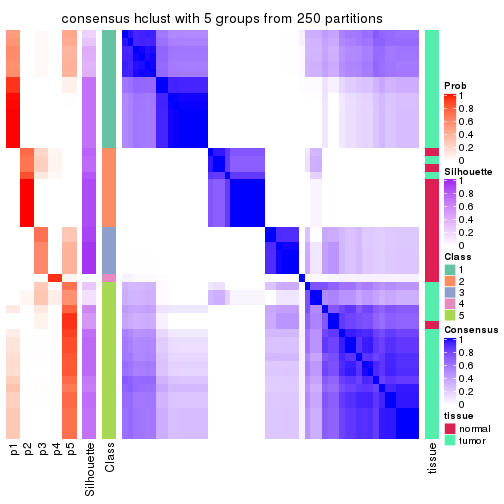 consensus hclust with 5 groups from 250 partitions
Prob
1
0.8
0.6
0.4
0.2
0
Silhouette
1
0.8
0.6
0.4
0.2
0
Class
1
2
3
4
5
Consensus
1
0.8
0.6
0.4
0.2
0
tissue
normal
tumor
p1
p2
p3
p4
p5
Silhouette
Class
tissue